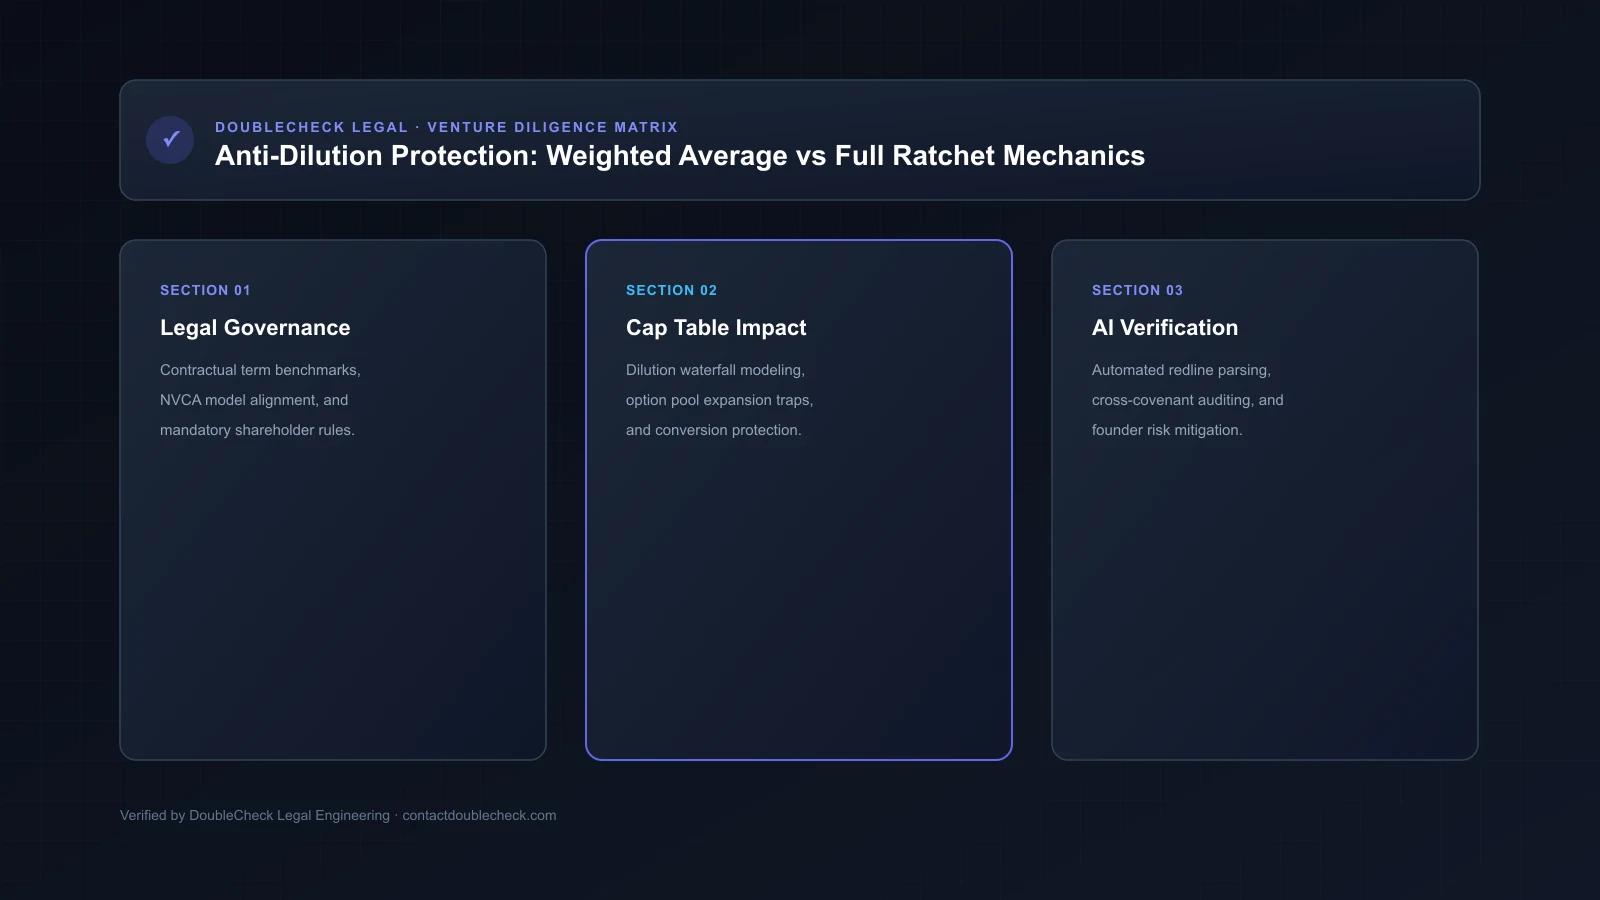 DOUBLECHECK LEGAL · VENTURE DILIGENCE MATRIX
Anti-Dilution Protection: Weighted Average vs Full Ratchet Mechanics
SECTION 01
Legal Governance
Contractual term benchmarks,
NVCA model alignment, and
mandatory shareholder rules.
SECTION 02
Cap Table Impact
Dilution waterfall modeling,
option pool expansion traps,
and conversion protection.
SECTION 03
AI Verification
Automated redline parsing,
cross-covenant auditing, and
founder risk mitigation.
Verified by DoubleCheck Legal Engineering · contactdoublecheck.com